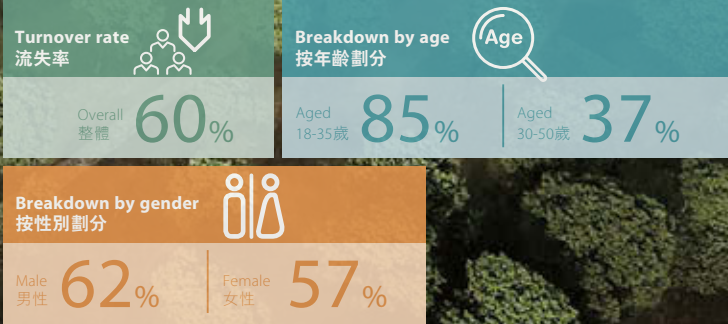 Turnover rate
流失率
Overall
整體
60%
Breakdown by age
按年齡劃分
Age
Aged
18-35歲
85%
Aged
30-50歲
37%
Breakdown by gender
按性別劃分
Male
男性
62%
Female
女性
57%